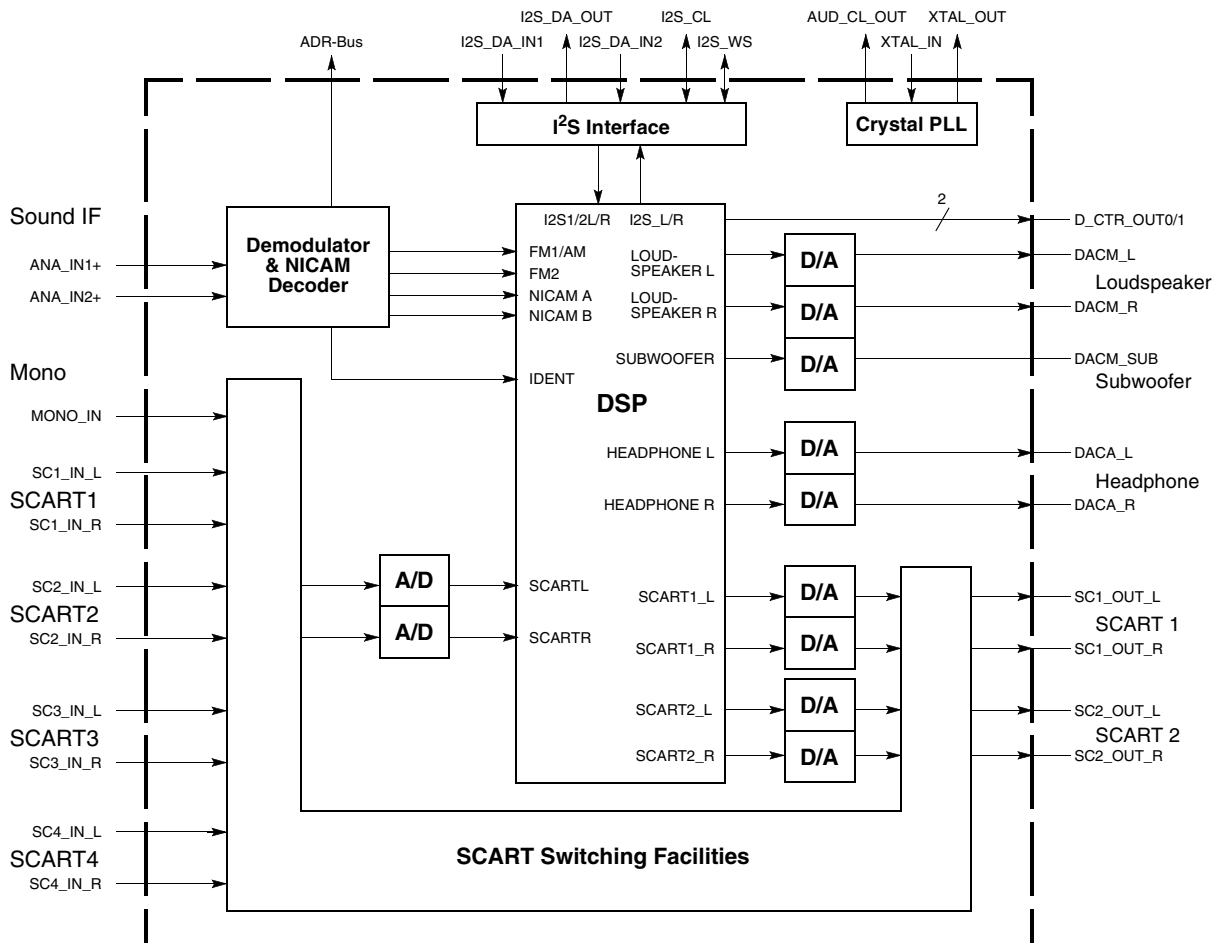 I2S_DA_OUT
I2S_CL
AUD_CL_OUT
XTAL_OUT
ADR-Bus
I2S_DA_IN1
I2S_DA_IN2
I2S_WS
XTAL_IN
I2S Interface
Crystal PLL
Sound IF
ANA_IN1+
ANA_IN2+
Demodulator
& NICAM
Decoder
I2S1/2L/R
I2S_L/R
2
D_CTR_OUT0/1
FM1/AM
FM2
NICAM A
NICAM B
IDENT
LOUD-
SPEAKER L
D/A
DACM_L
Loudspeaker
LOUD-
SPEAKER R
D/A
DACM_R
SUBWOOFER
D/A
DACM_SUB
Subwoofer
DSP
Mono
MONO_IN
SC1_IN_L
SCART1
SC1_IN_R
HEADPHONE L
D/A
DACA_L
Headphone
HEADPHONE R
D/A
DACA_R
SC2_IN_L
SCART2
SC2_IN_R
A/D
A/D
SCARTL
SCARTR
SCART1_L
D/A
SC1_OUT_L
SCART 1
SCART1_R
D/A
SC1_OUT_R
SC3_IN_L
SCART3
SC3_IN_R
SCART2_L
D/A
SC2_OUT_L
SCART 2
SCART2_R
D/A
SC2_OUT_R
SC4_IN_L
SCART4
SC4_IN_R
SCART Switching Facilities